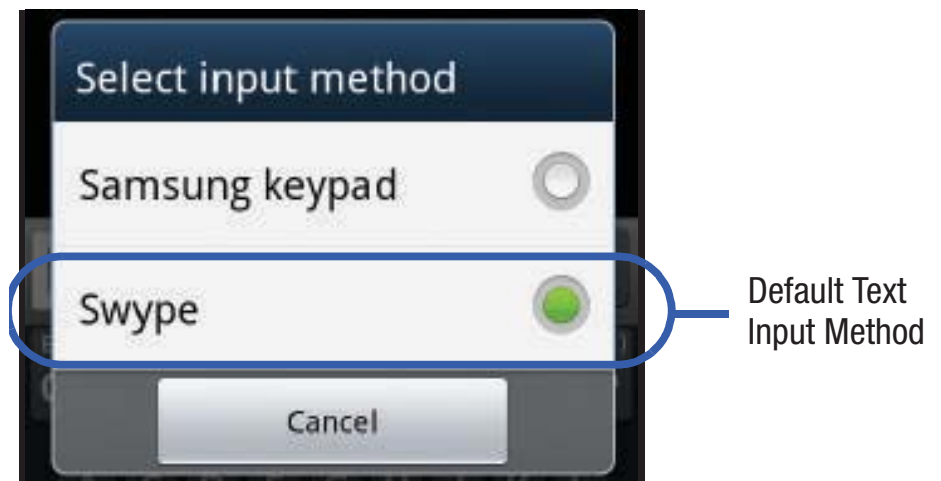 Select input method
Samsung keypad
Swype
Default Text
Input Method
Cancel